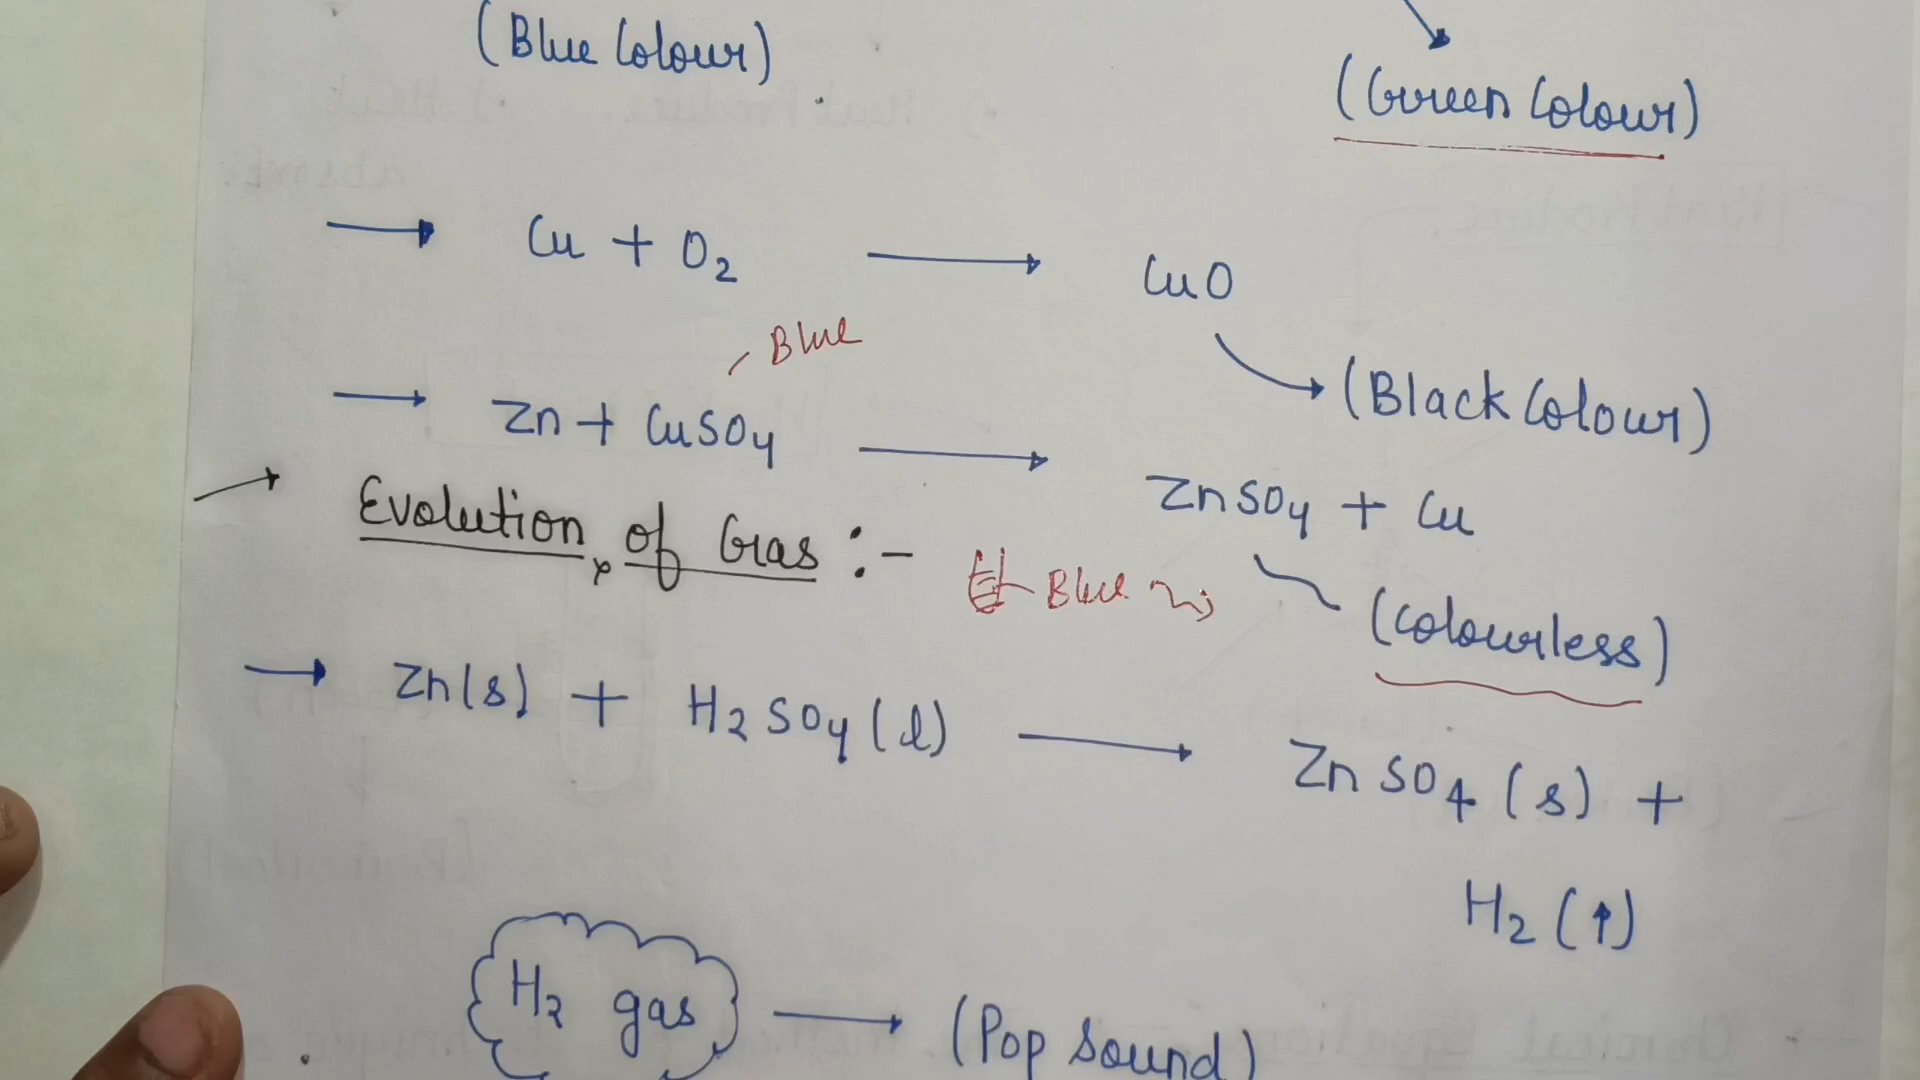 (Blue Colour)
(Green Colour)
→ Cu + O2 → CuO
Blue
(Black Colour)
→ Zn + CuSO4 → ZnSO4 + Cu
→ Evolution of Gas :-
Blue
(Colourless)
→ Zn(s) + H2SO4(l) → ZnSO4(s) +
H2(↑)
H2 gas → (Pop Sound)